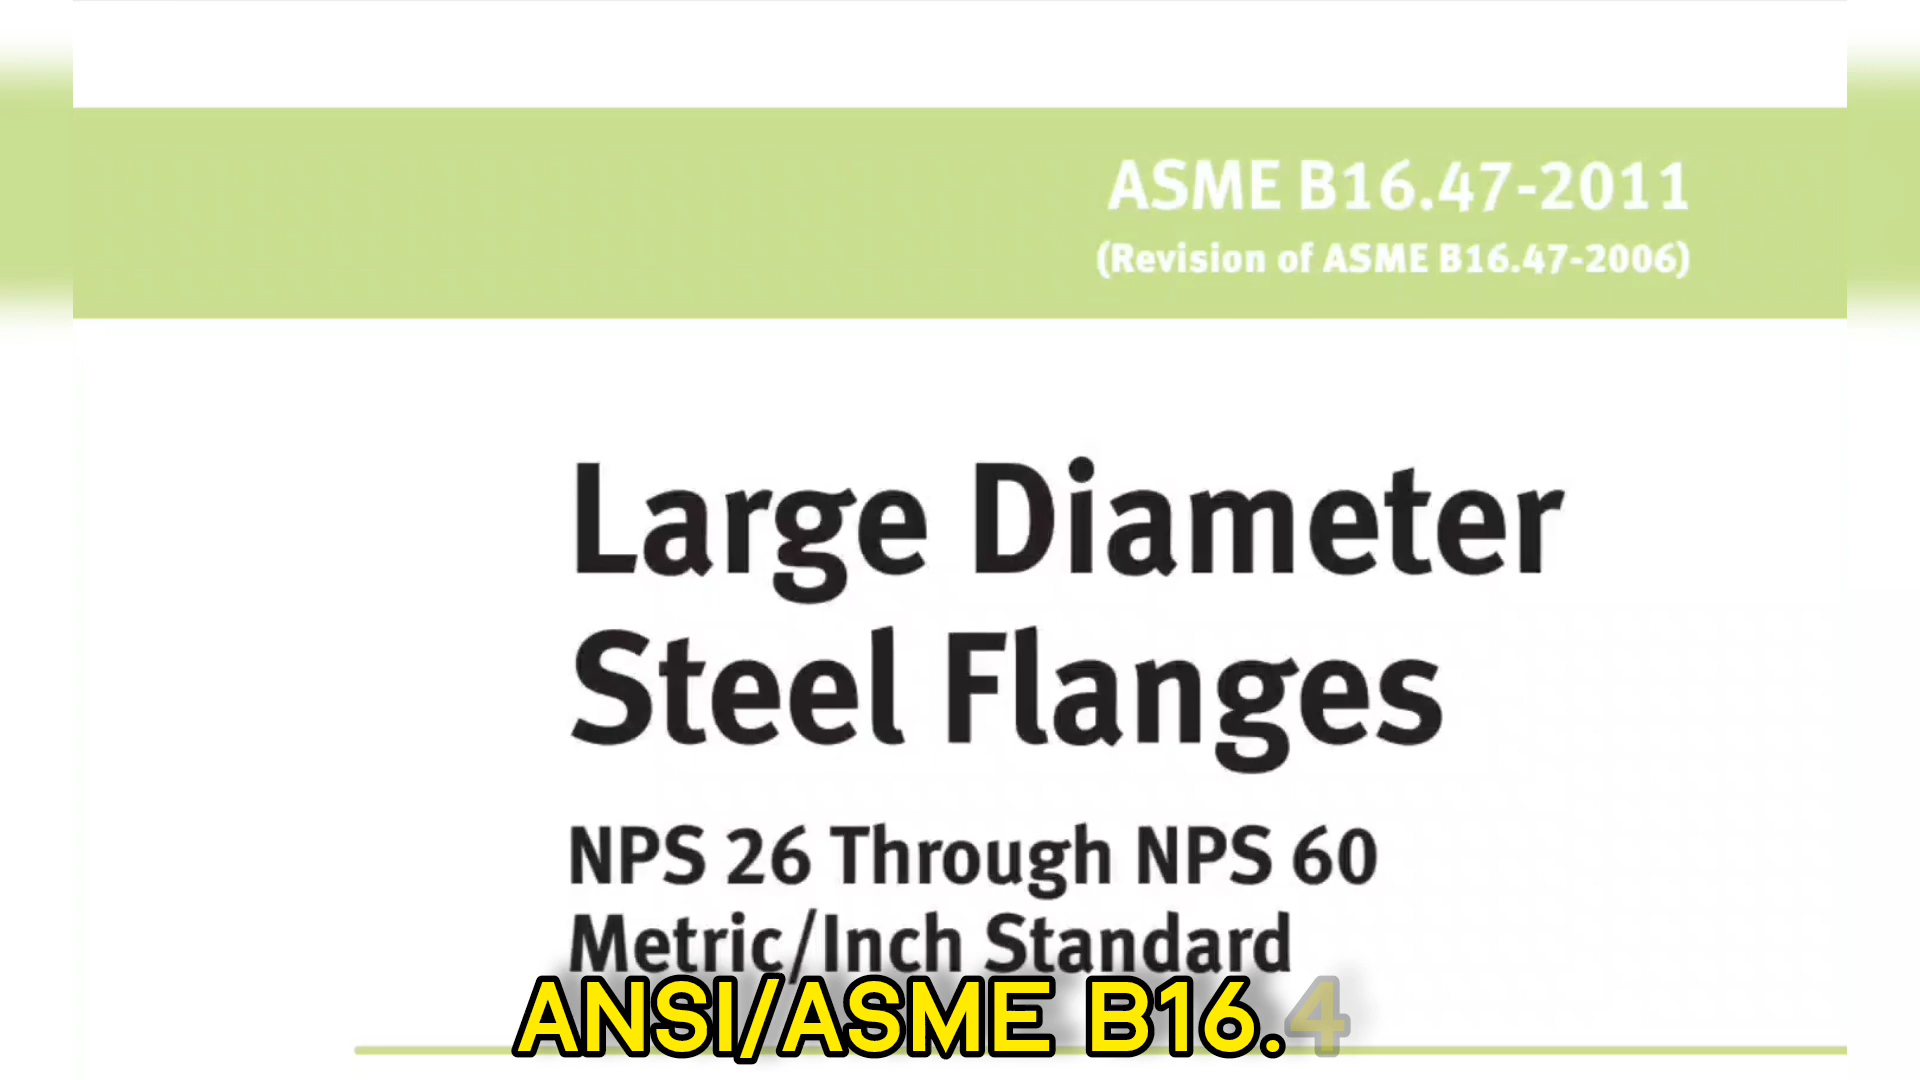 ASME B16.47-2011
(Revision of ASME B16.47-2006)
Large Diameter
Steel Flanges
NPS 26 Through NPS 60
Metric/Inch Standard
ANSI/ASME B16.4